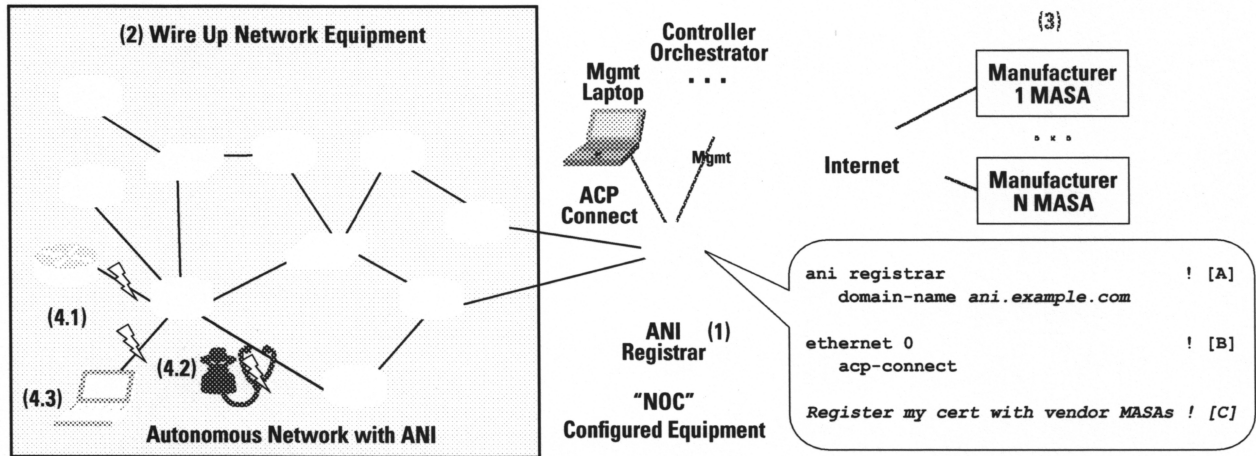 (2) Wire Up Network Equipment
(4.1)
(4.2)
(4.3)
Autonomous Network with ANI
Controller
Orchestrator
...
Mgmt
Laptop
Mgmt
ACP
Connect
ANI (1)
Registrar
"NOC"
Configured Equipment
(3)
Manufacturer
1 MASA
...
Manufacturer
N MASA
Internet
ani registrar ! [A]
domain-name ani.example.com
ethernet 0 ! [B]
acp-connect
Register my cert with vendor MASAs ! [C]